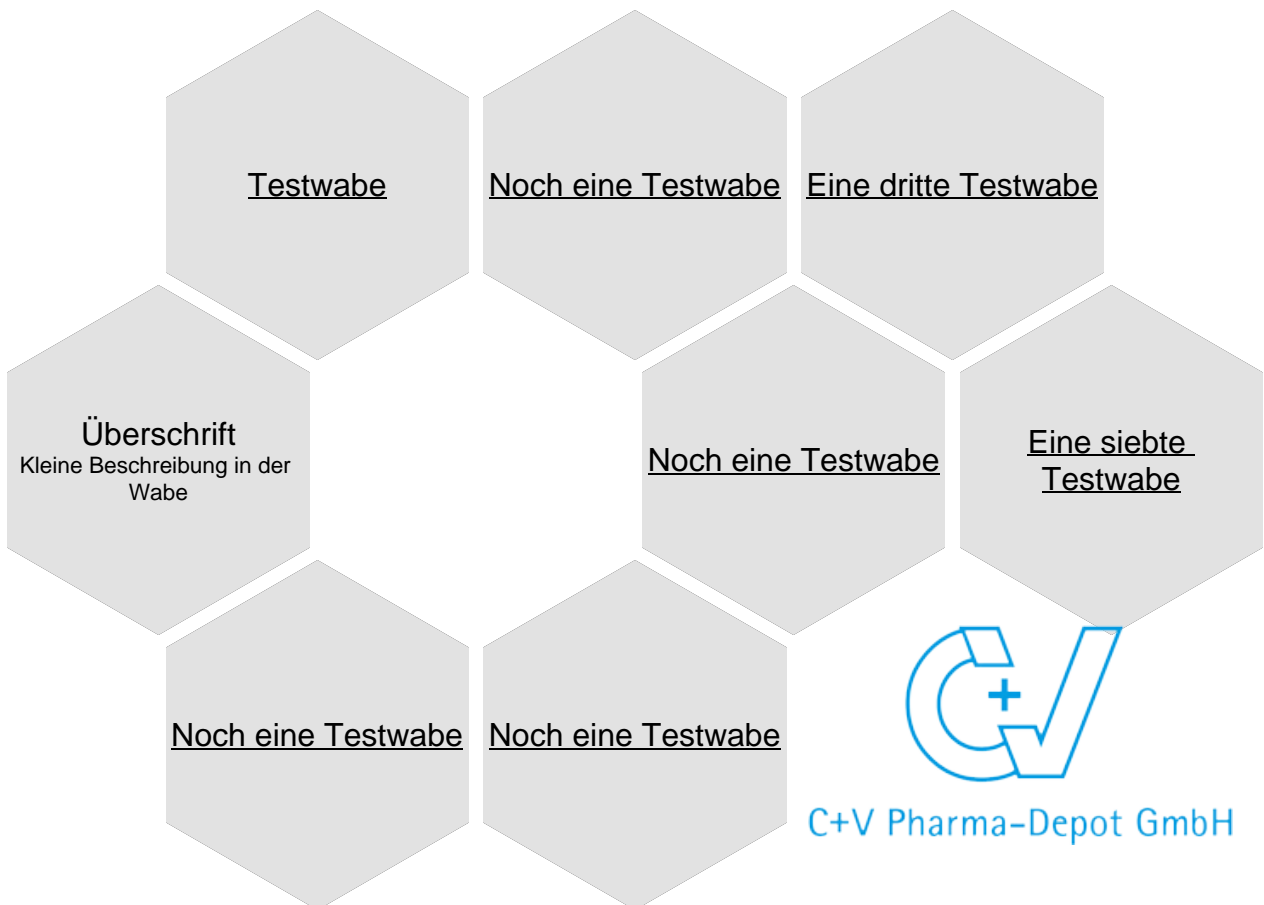 Testwabe
Noch eine Testwabe
Eine dritte Testwabe
Überschrift
Kleine Beschreibung in der
Wabe
Noch eine Testwabe
Eine siebte
Testwabe
Noch eine Testwabe
Noch eine Testwabe
C+V
C+V Pharma-Depot GmbH